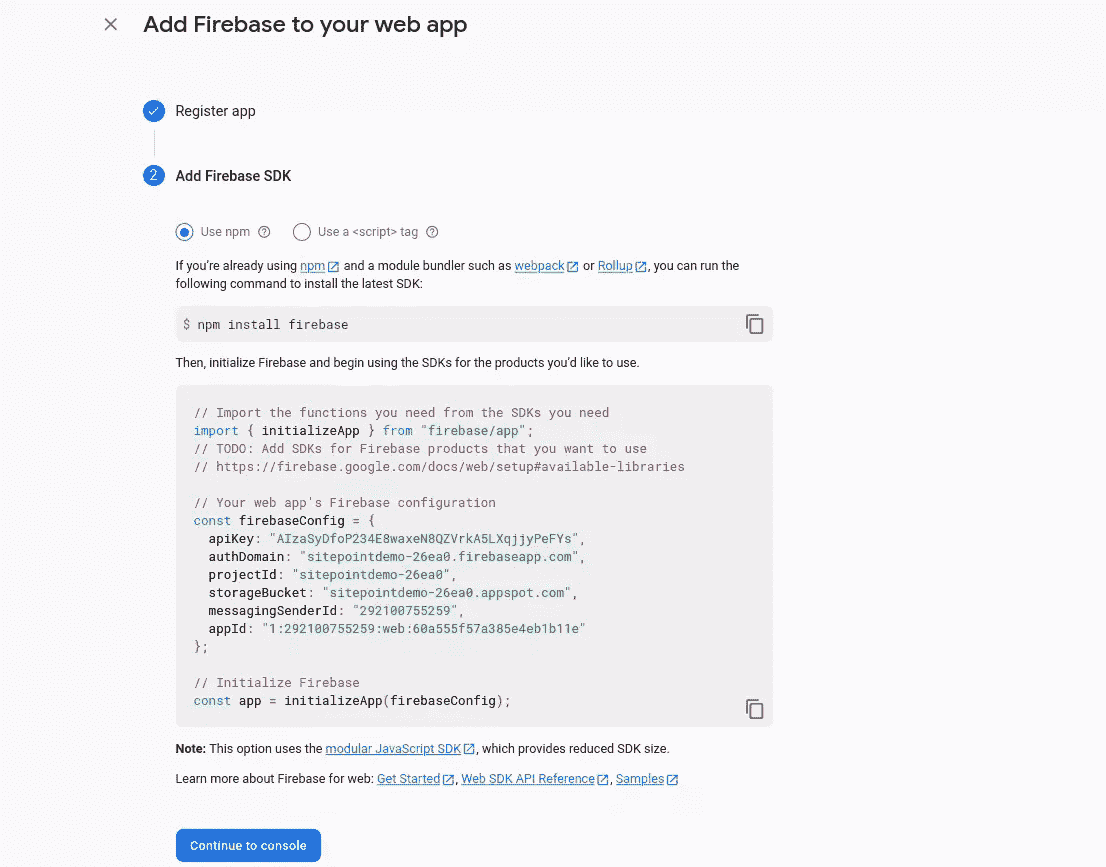 Add Firebase to your web app
Register app
2 Add Firebase SDK
Use npm Use a <script> tag
If you're already using npm and a module bundler such as webpack or Rollup, you can run the
following command to install the latest SDK:
$ npm install firebase
Then, initialize Firebase and begin using the SDKs for the products you'd like to use.
// Import the functions you need from the SDKs you need
import { initializeApp } from "firebase/app";
// TODO: Add SDKs for Firebase products that you want to use
// https://firebase.google.com/docs/web/setup#available-libraries
// Your web app's Firebase configuration
const firebaseConfig = {
apiKey: "AIzaSyDfoP234E8waxeN8QZVrkA5LXqjjyPeFYs",
authDomain: "sitepointdemo-26ea0.firebaseapp.com",
projectId: "sitepointdemo-26ea0",
storageBucket: "sitepointdemo-26ea0.appspot.com",
messagingSenderId: "292100755259",
appId: "1:292100755259:web:60a555f57a385e4eb1b11e"
};
// Initialize Firebase
const app = initializeApp(firebaseConfig);
Note: This option uses the modular JavaScript SDK, which provides reduced SDK size.
Learn more about Firebase for web: Get Started, Web SDK API Reference, Samples
Continue to console